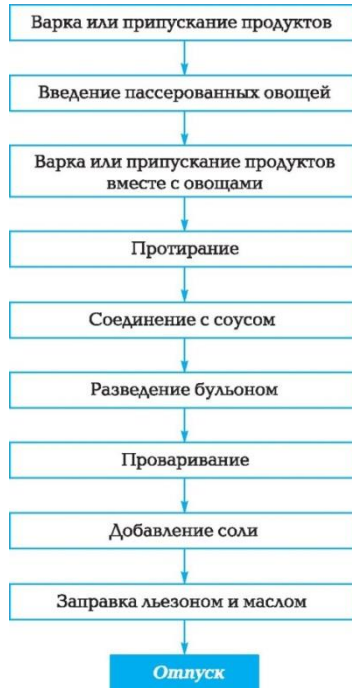 Варка или припускание продуктов
Введение пассерованных овощей
Варка или припускание продуктов
вместе с овощами
Протирание
Соединение с соусом
Разведение бульоном
Проваривание
Добавление соли
Заправка льезоном и маслом
Отпуск